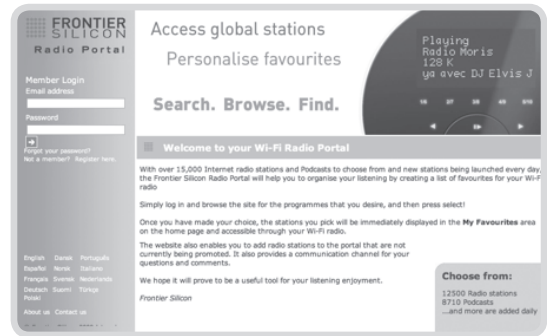 FRONTIER
SILICON
Radio Portal
Member Login
Email address
Password
Forgot your password?
Not a member? Register here.
English Dansk Português
Español Norsk Italiano
Français Svensk Nederlands
Deutsch Suomi Türkçe
Polski
About us Contact us
Access global stations
Personalise favourites
Search. Browse. Find.
Playing
Radio Moris
128 K
ya avec DJ Elvis J
Welcome to your Wi-Fi Radio Portal
With over 15,000 Internet radio stations and Podcasts to choose from and new stations being launched every day,
the Frontier Silicon Radio Portal will help you to organise your listening by creating a list of favourites for your Wi-F
radio
Simply log in and browse the site for the programmes that you desire, and then press select!
Once you have made your choice, the stations you pick will be immediately displayed in the My Favourites area
on the home page and accessible through your Wi-Fi radio.
The website also enables you to add radio stations to the portal that are not
currently being promoted. It also provides a communication channel for your
questions and comments.
We hope it will prove to be a useful tool for your listening enjoyment.
Frontier Silicon
Choose from:
12500 Radio stations
8710 Podcasts
...and more are added daily